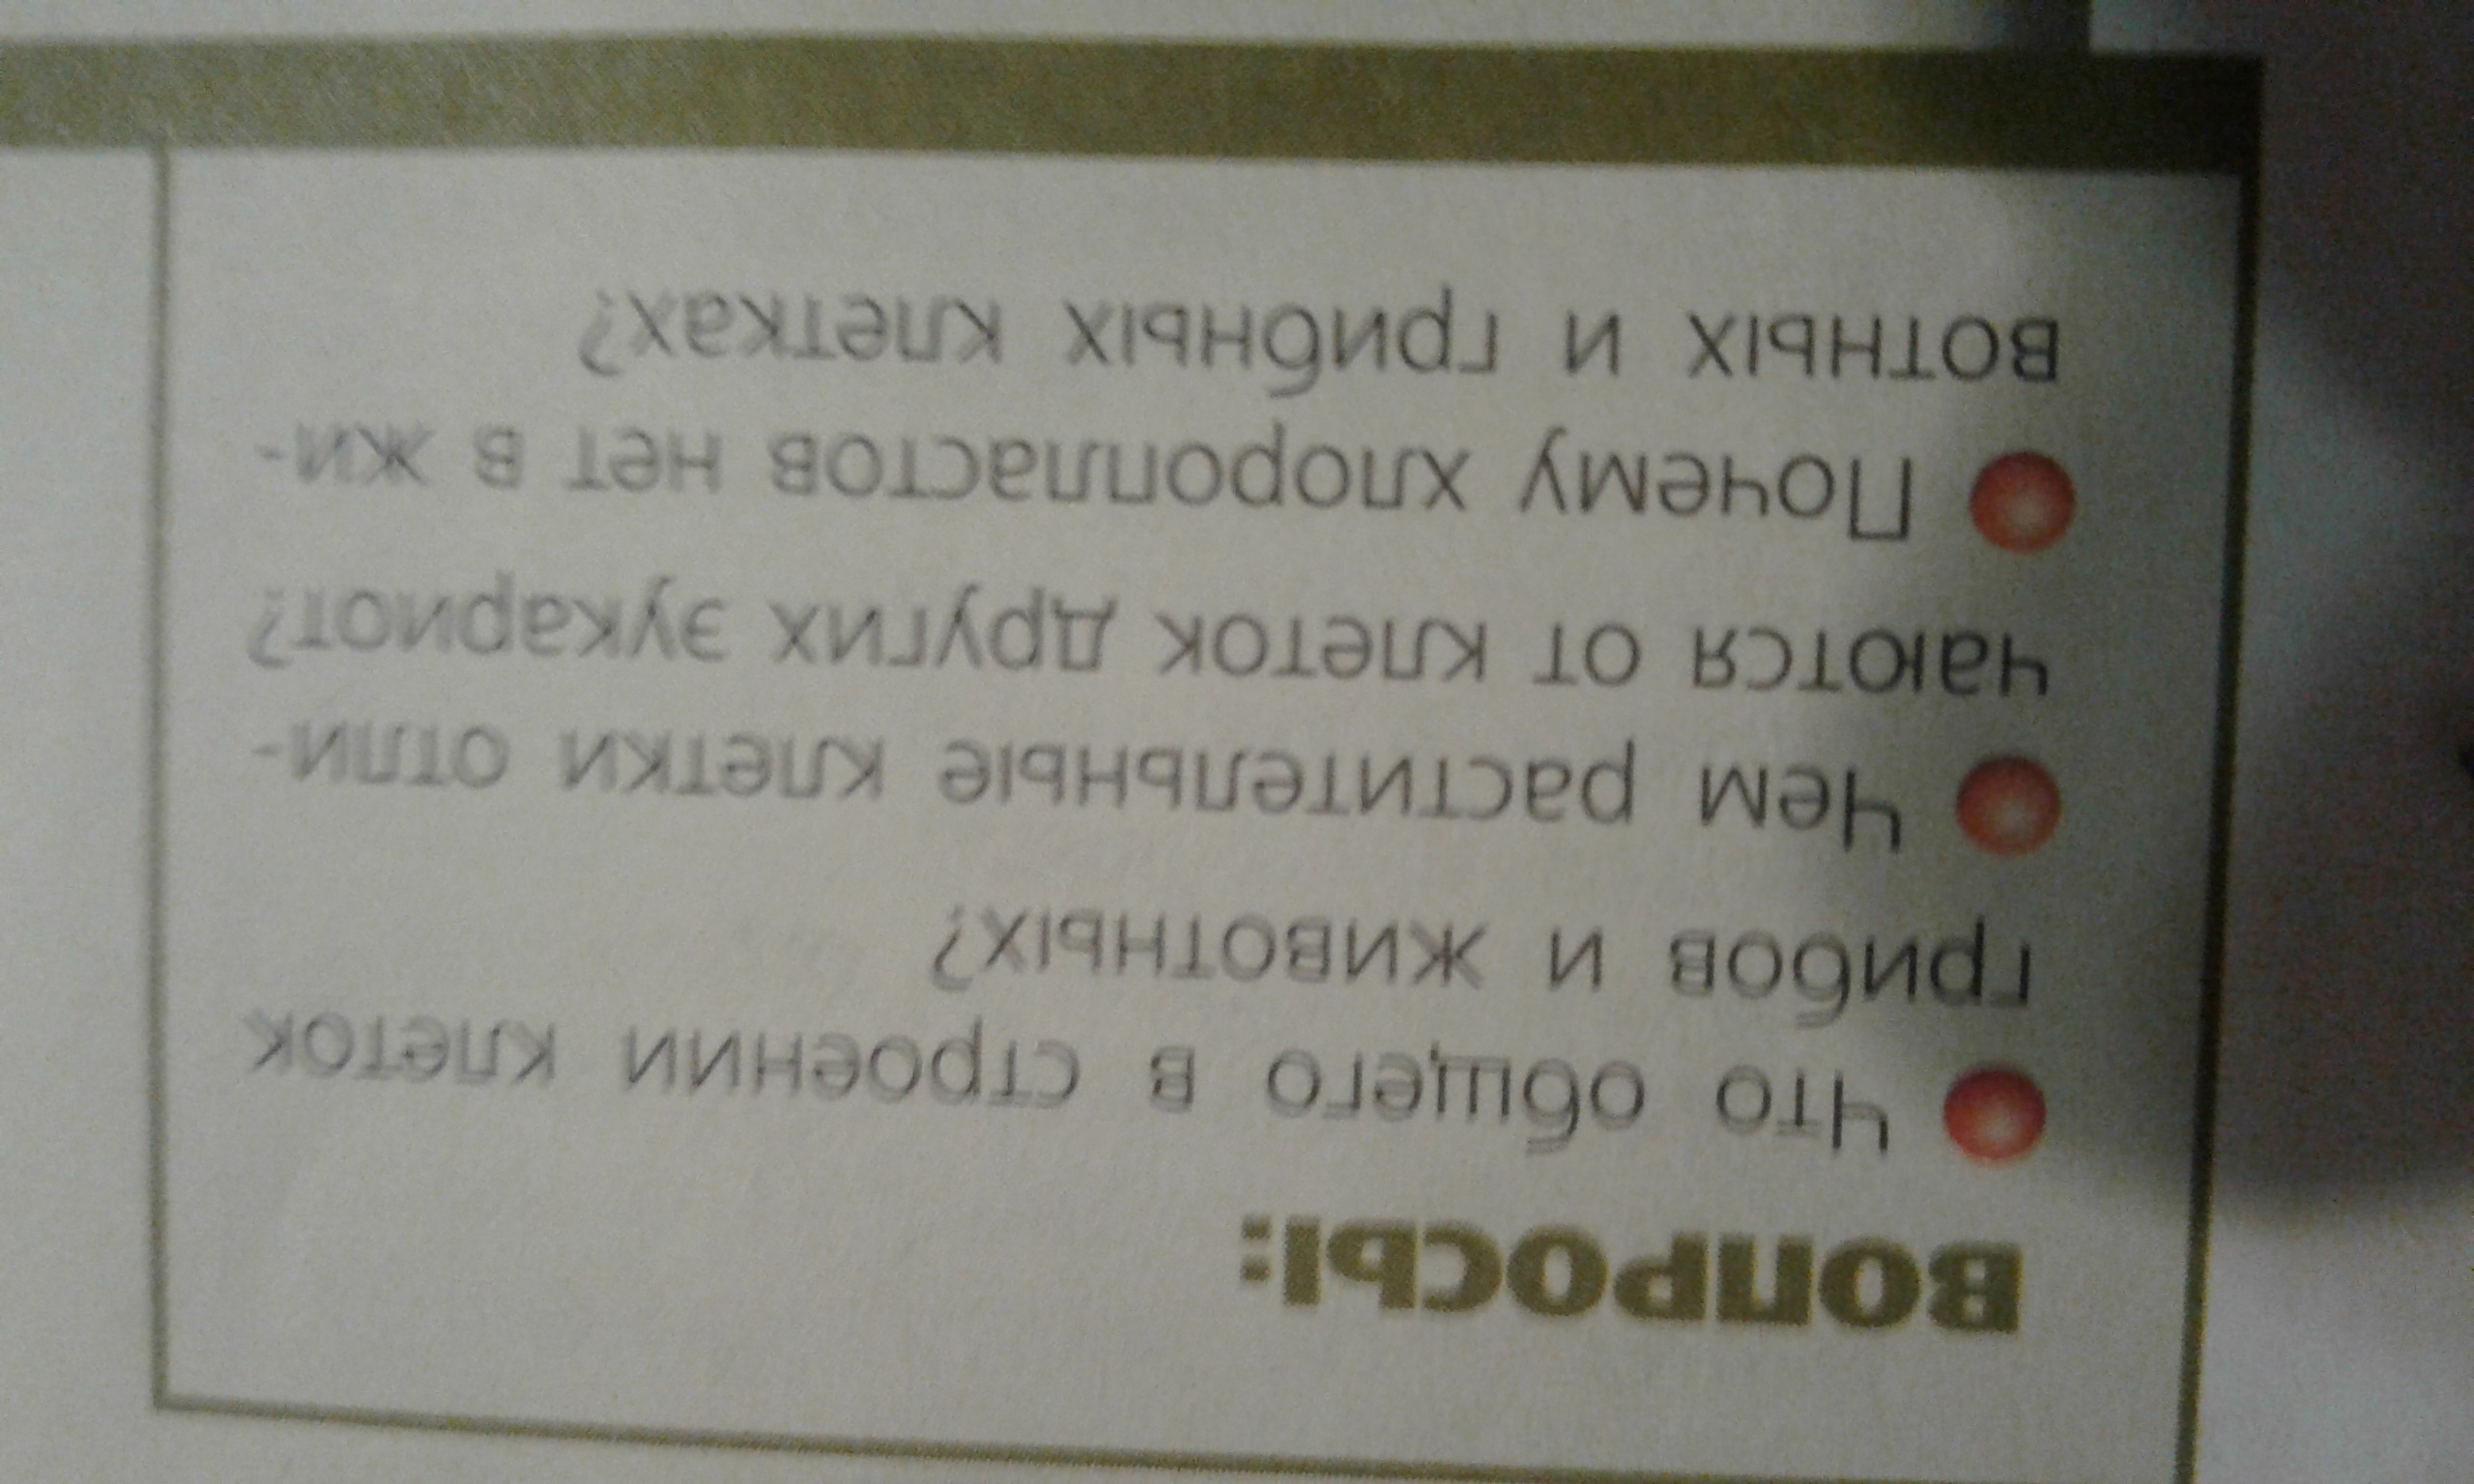 ВОПРОСЫ:
Что общего в строении клеток
грибов и животных?
Чем растительные клетки отли-
чаются от клеток других эукариот?
Почему хлоропластов нет в жи-
вотных и грибных клетках?